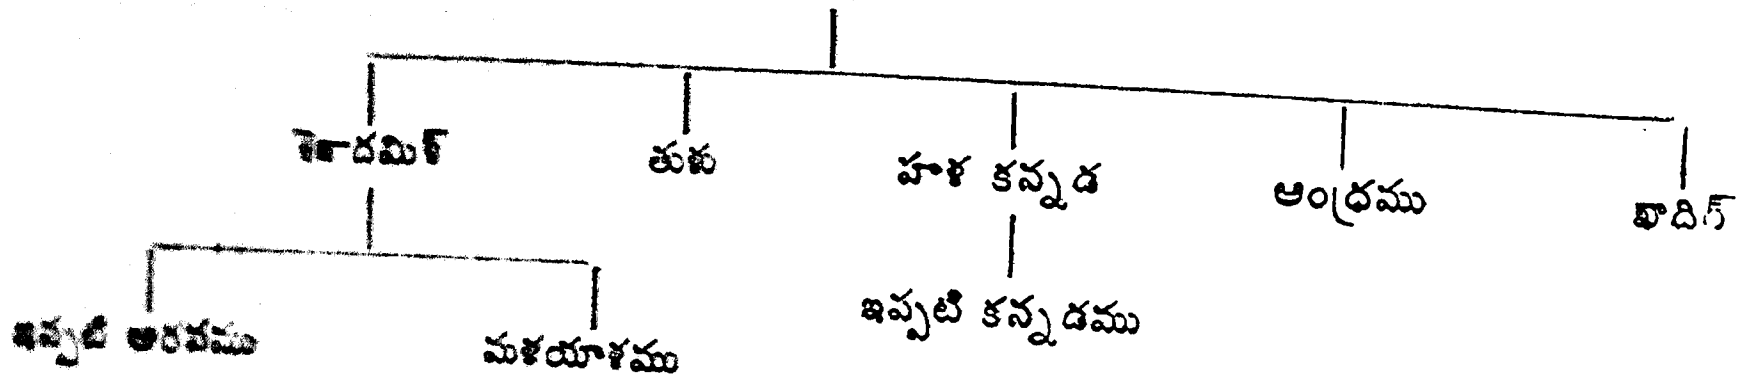 తుళు
హళ కన్నడ
ఆంధ్రము
ఇప్పటి అరవము
మళయాళము
ఇప్పటి కన్నడము